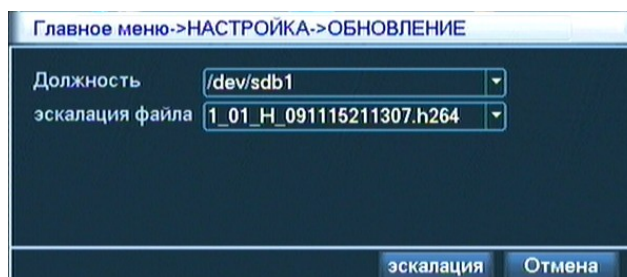 Главное меню->НАСТРОЙКА->ОБНОВЛЕНИЕ
Должность /dev/sdb1
эскалация файла 1_01_H_091115211307.h264
эскалация Отмена